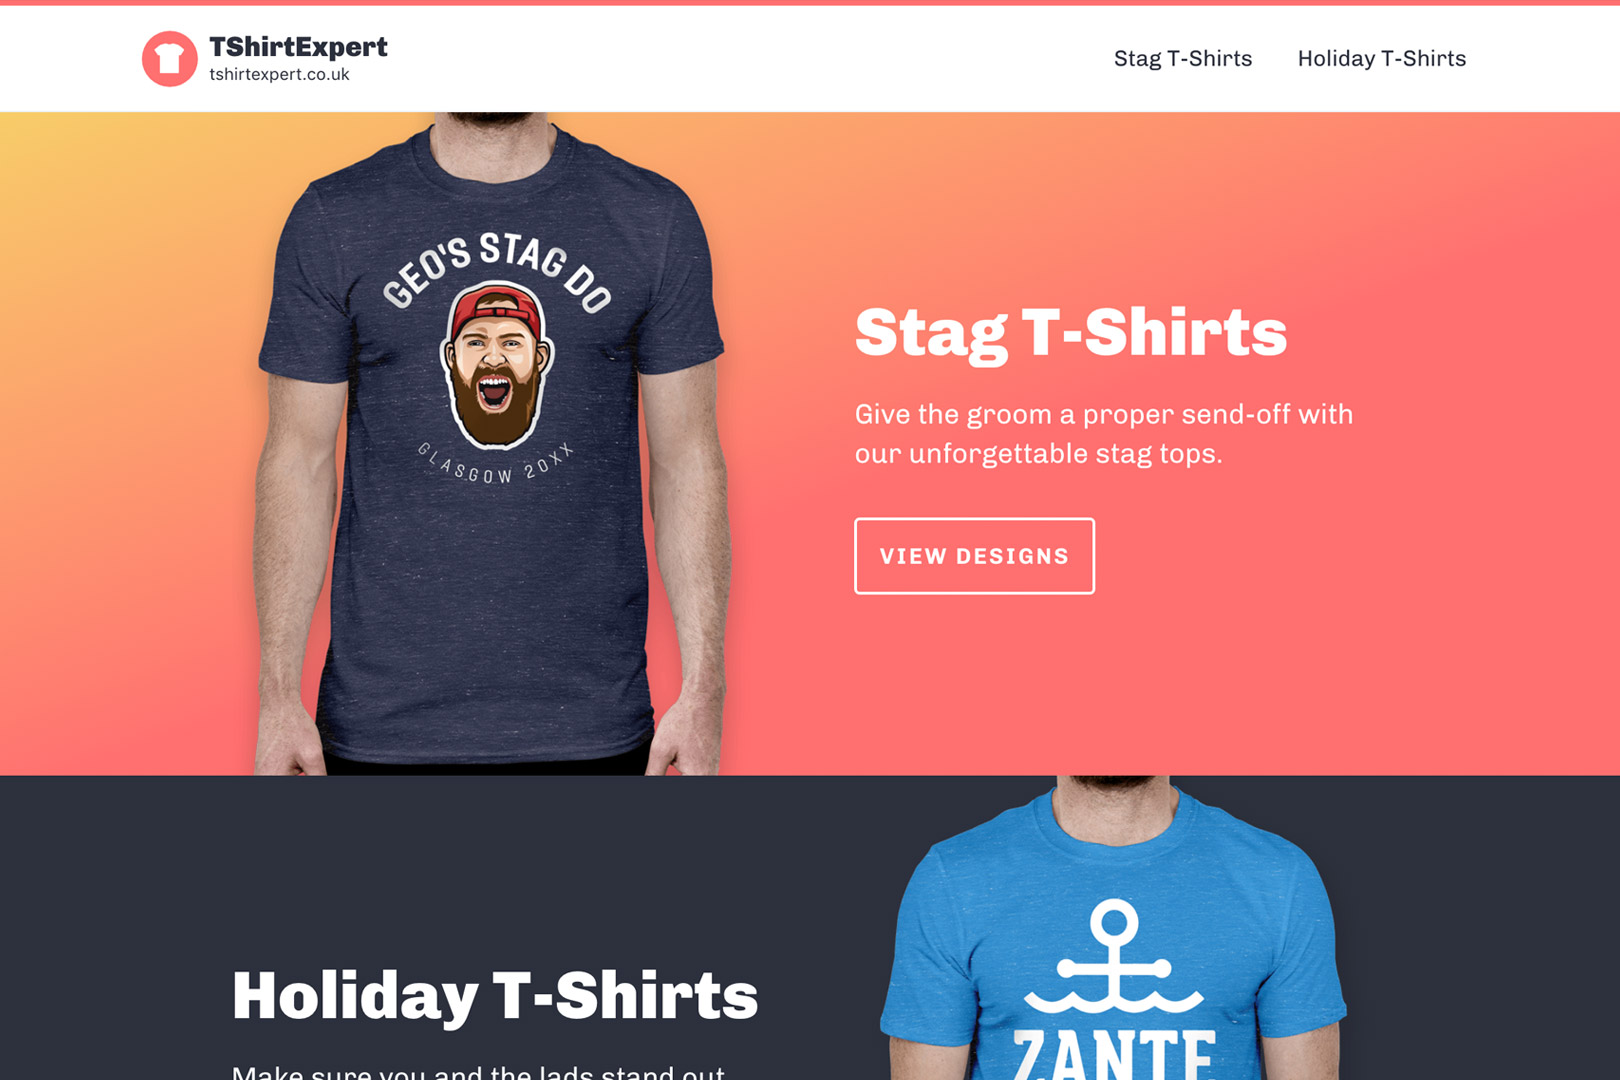 TShirtExpert
tshirtexpert.co.uk
Stag T-Shirts
Holiday T-Shirts
GEO'S STAG DO
GLASGOW 20XX
Stag T-Shirts
Give the groom a proper send-off with
our unforgettable stag tops.
VIEW DESIGNS
Holiday T-Shirts
Make sure you and the lads stand out
ZANTE